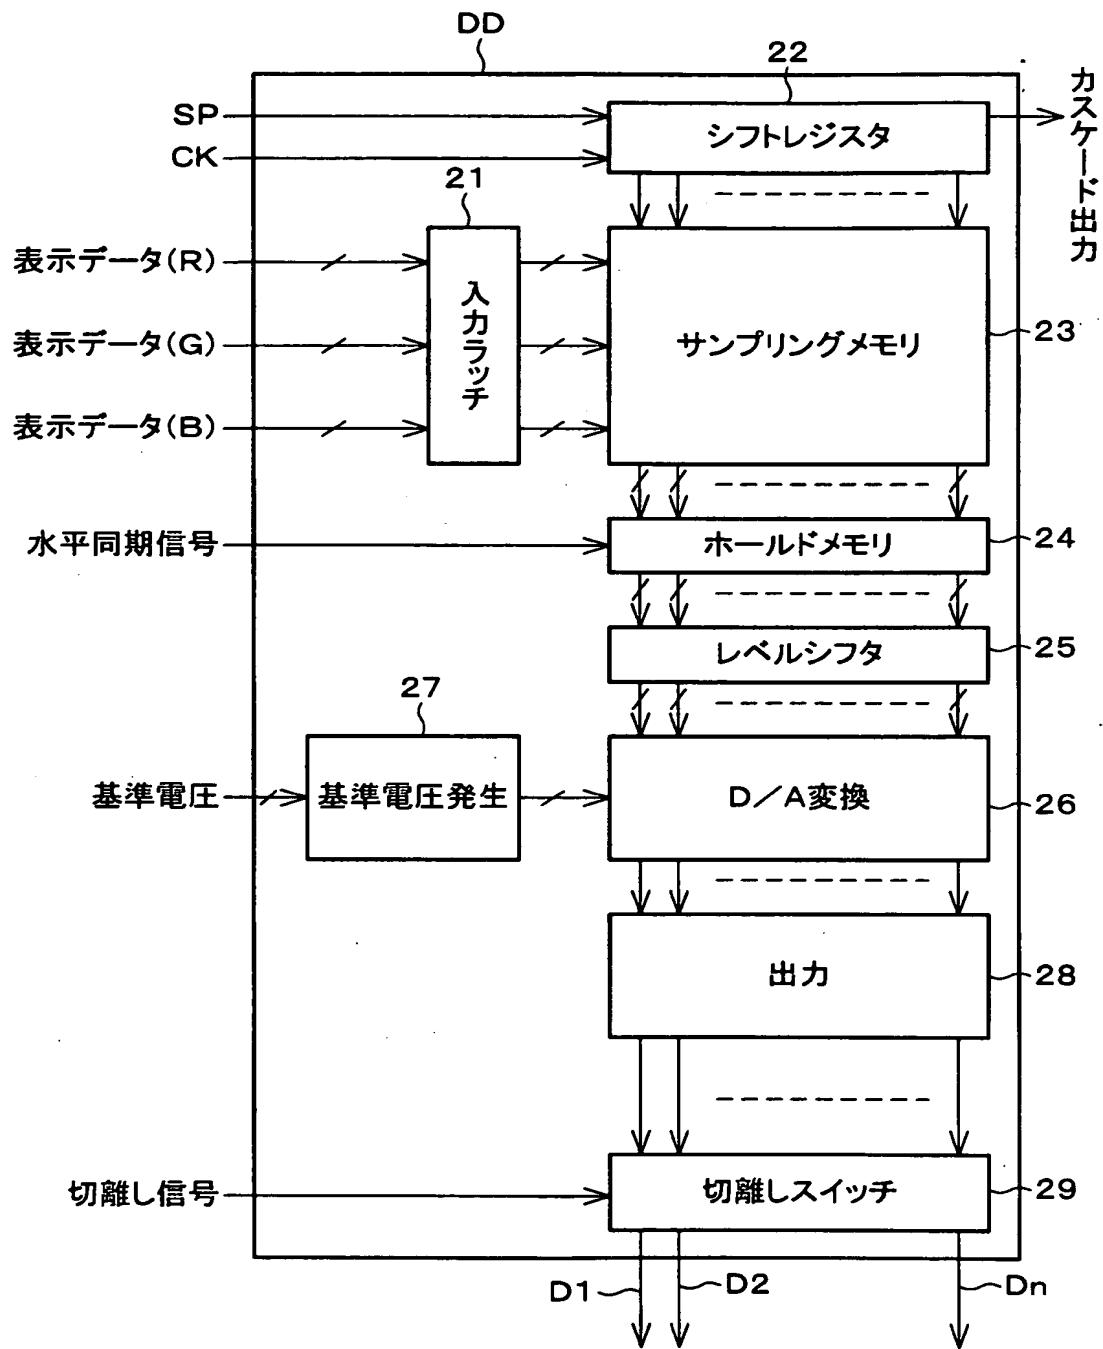 DD
22
SP
シフトレジスタ
カスケード出力
CK
21
表示データ(R)
入力ラッチ
表示データ(G)
サンプリングメモリ
23
表示データ(B)
水平同期信号
ホールドメモリ
24
レベルシフタ
25
27
基準電圧
基準電圧発生
D/A変換
26
出力
28
切離し信号
切離しスイッチ
29
D1
D2
Dn